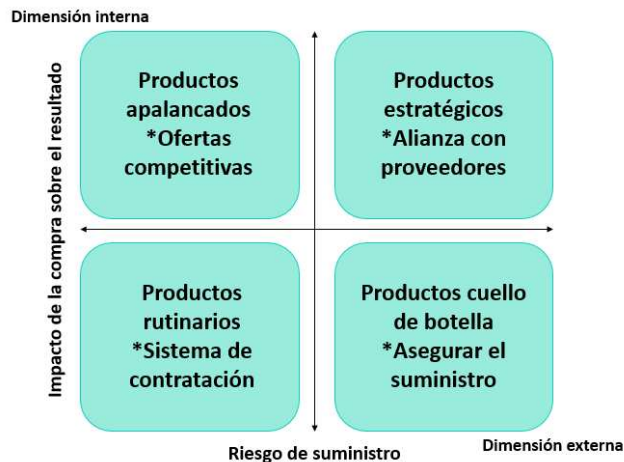 Dimensión interna
Impacto de la compra sobre el resultado
Productos
apalancados
*Ofertas
competitivas
Productos
estratégicos
*Alianza con
proveedores
Productos
rutinarios
*Sistema de
contratación
Productos cuello
de botella
*Asegurar el
suministro
Riesgo de suministro
Dimensión externa